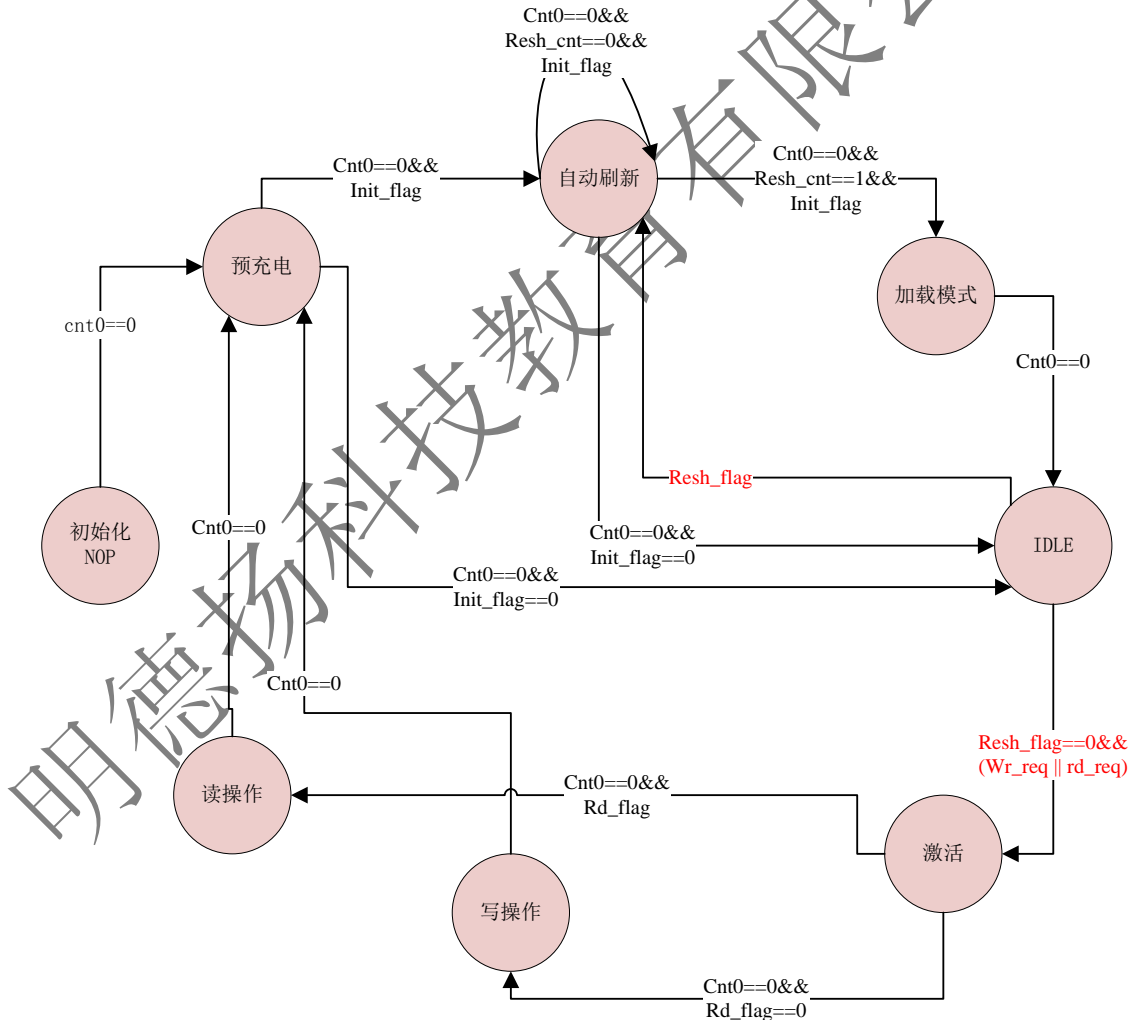 Cnt0==0&&
Resh_cnt==0&&
Init_flag
自动刷新
Cnt0==0&&
Init_flag
Cnt0==0&&
Resh_cnt==1&&
Init_flag
预充电
加载模式
cnt0==0
Cnt0==0
Resh_flag
初始化
NOP
Cnt0==0
Cnt0==0&&
Init_flag==0
IDLE
Cnt0==0&&
Init_flag==0
Cnt0==0
Resh_flag==0&&
(Wr_req || rd_req)
读操作
Cnt0==0&&
Rd_flag
激活
写操作
Cnt0==0&&
Rd_flag==0
明德扬科技教育有限